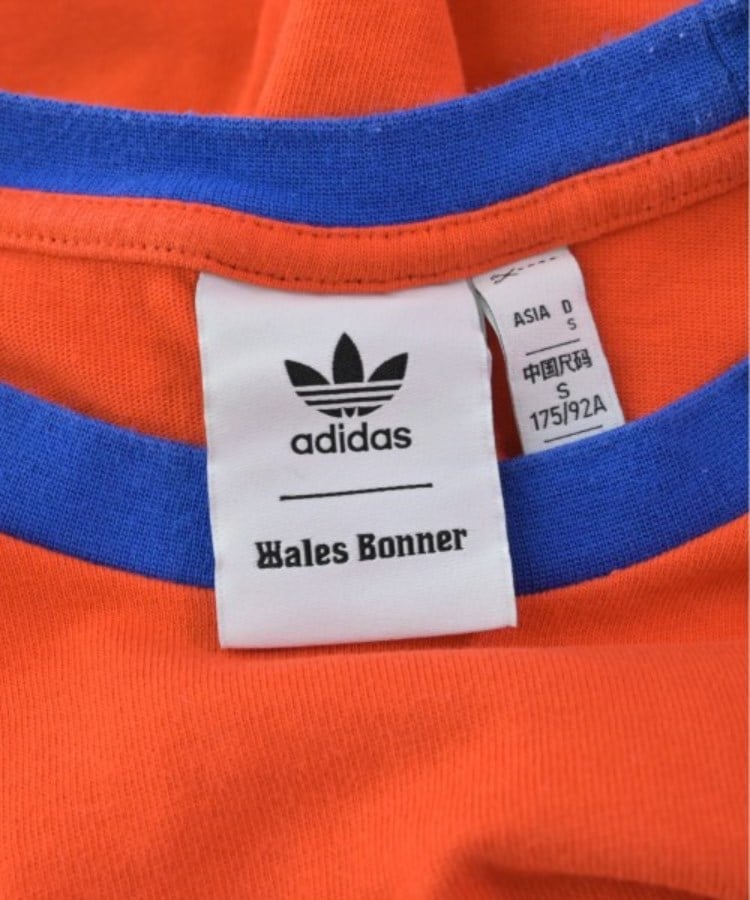 adidas
Wales Bonner
ASIA D
S
中国尺码
S
175/92A